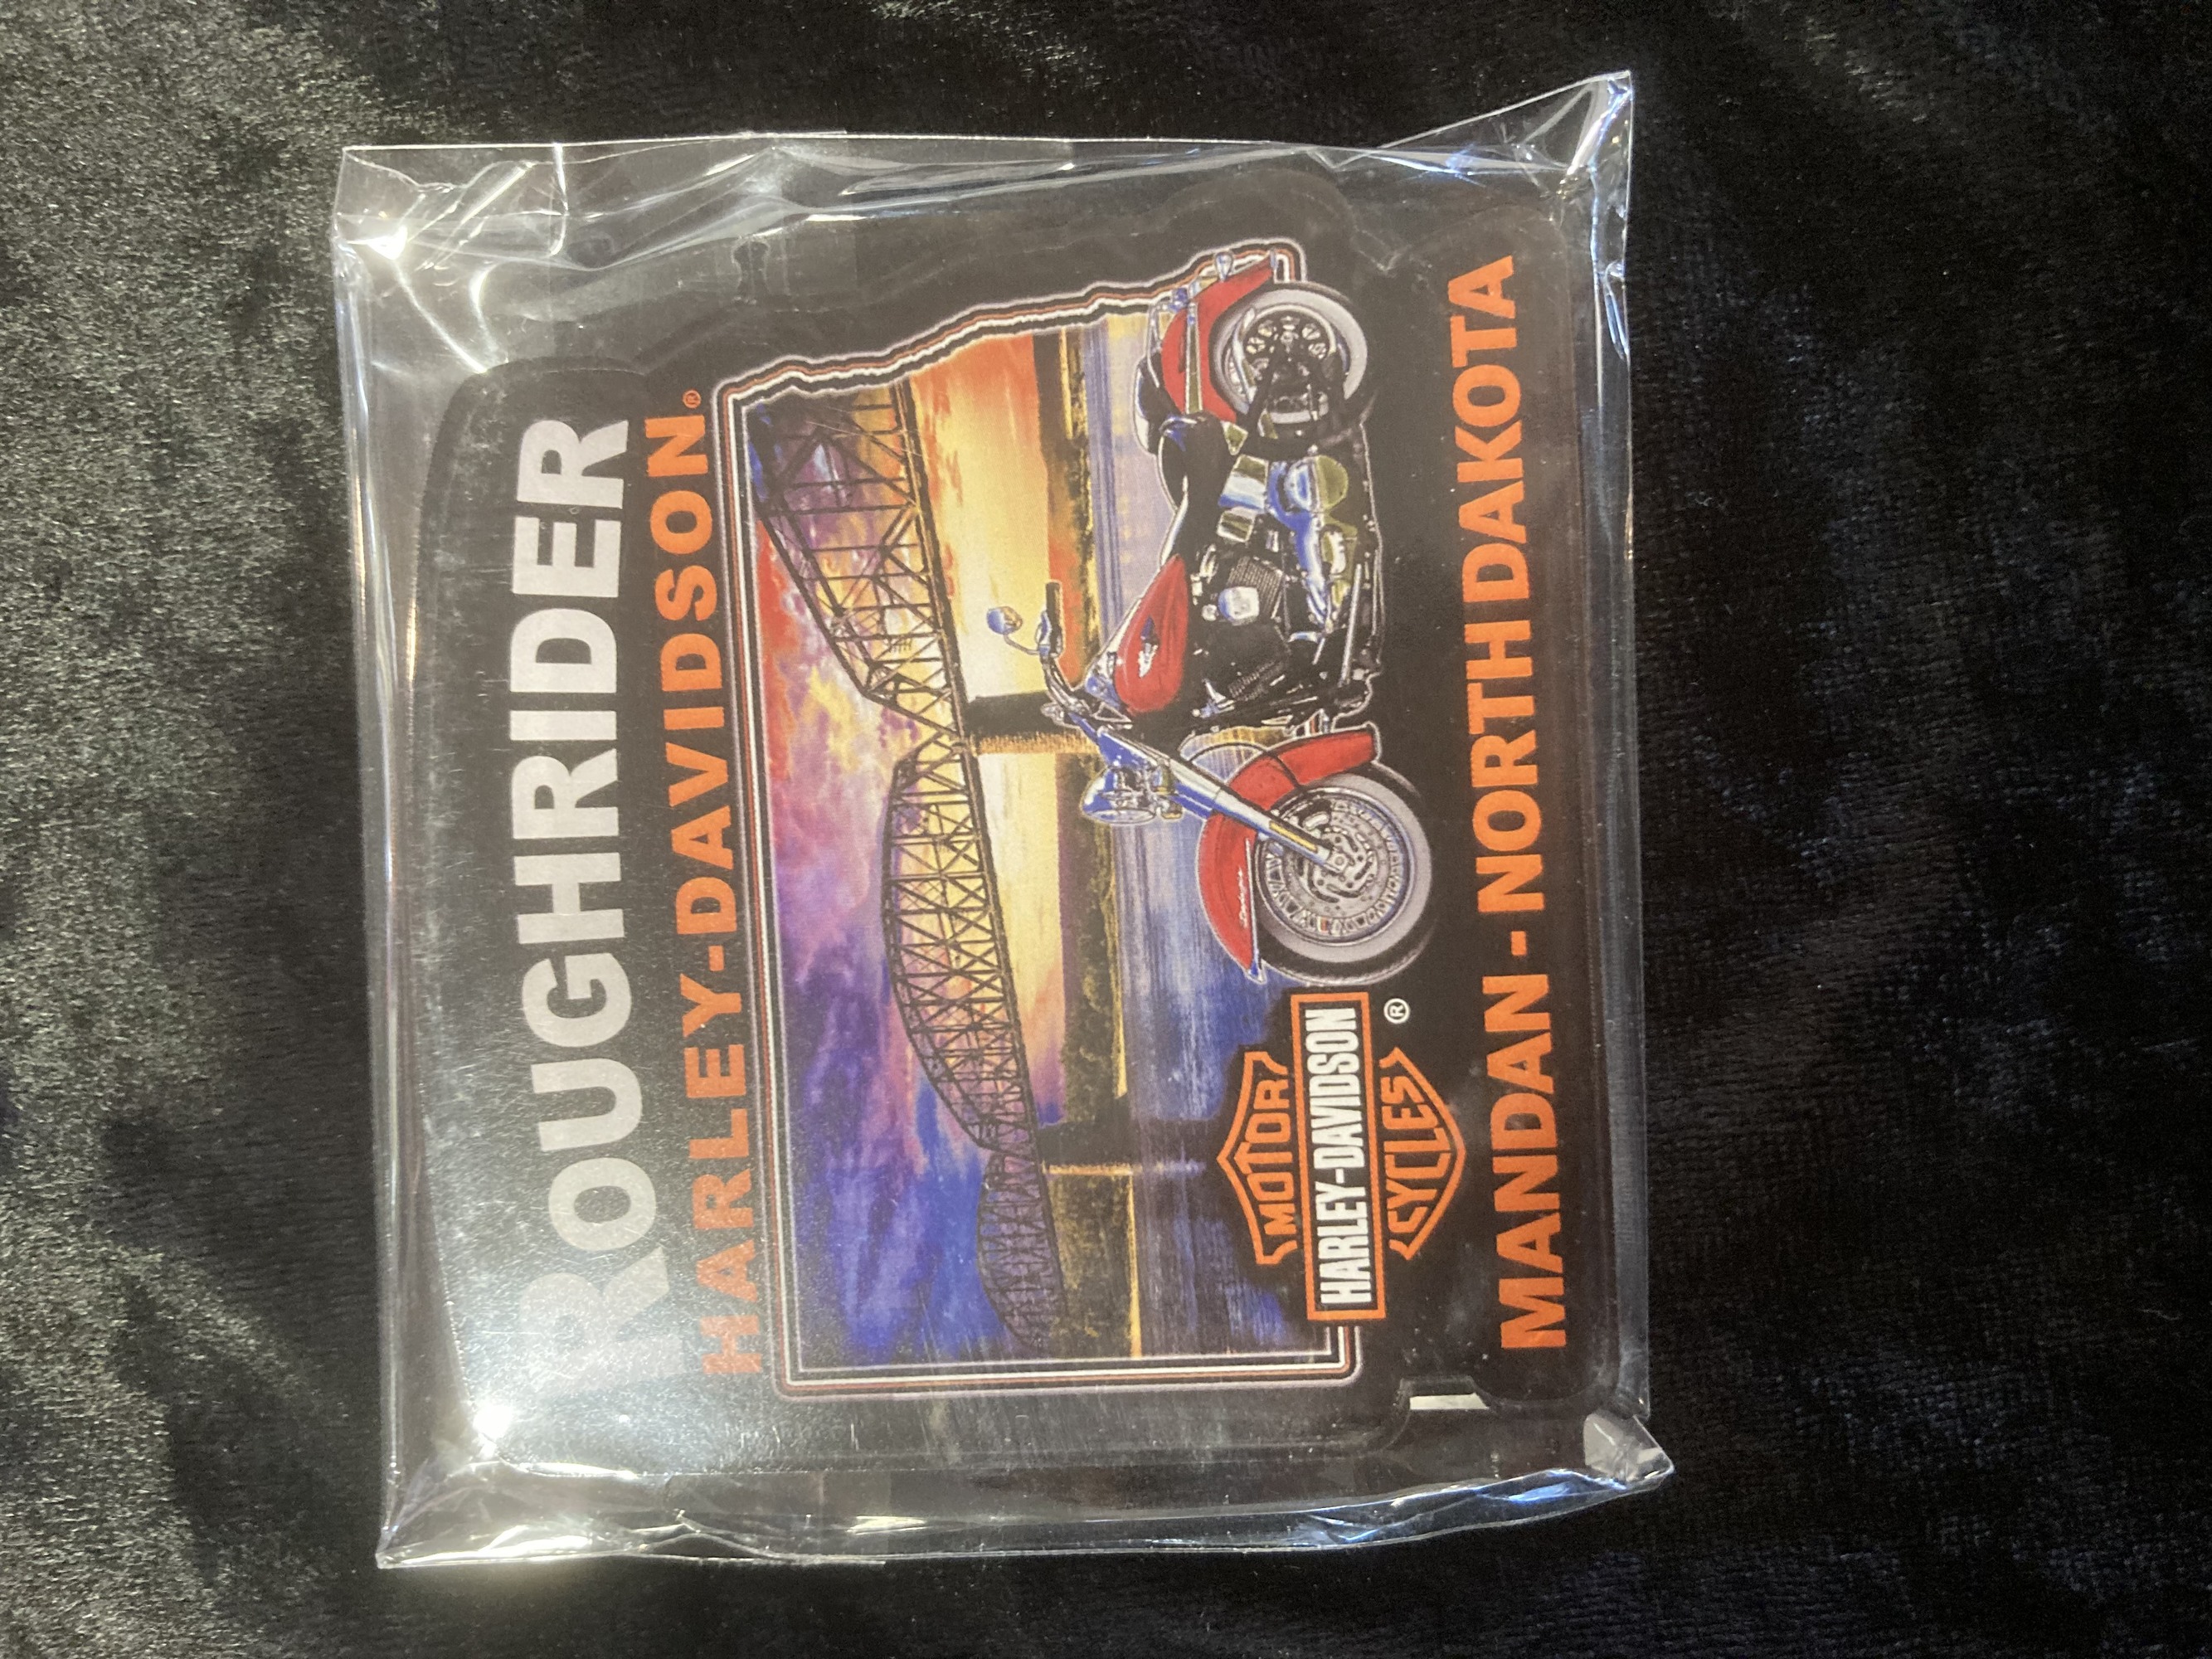 ROUGHRIDER
HARLEY-DAVIDSON®
MOTOR
HARLEY-DAVIDSON
CYCLES
®
MANDAN - NORTH DAKOTA